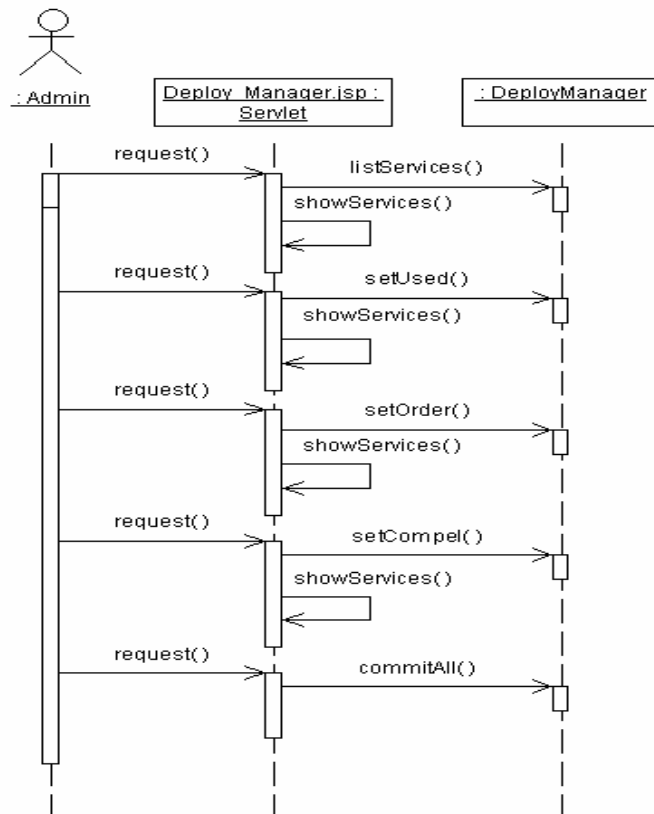 : Admin
Deploy_Manager.jsp :
Servlet
: DeployManager
request()
listServices()
showServices()
request()
setUsed()
showServices()
request()
setOrder()
showServices()
request()
setCompel()
showServices()
request()
commitAll()